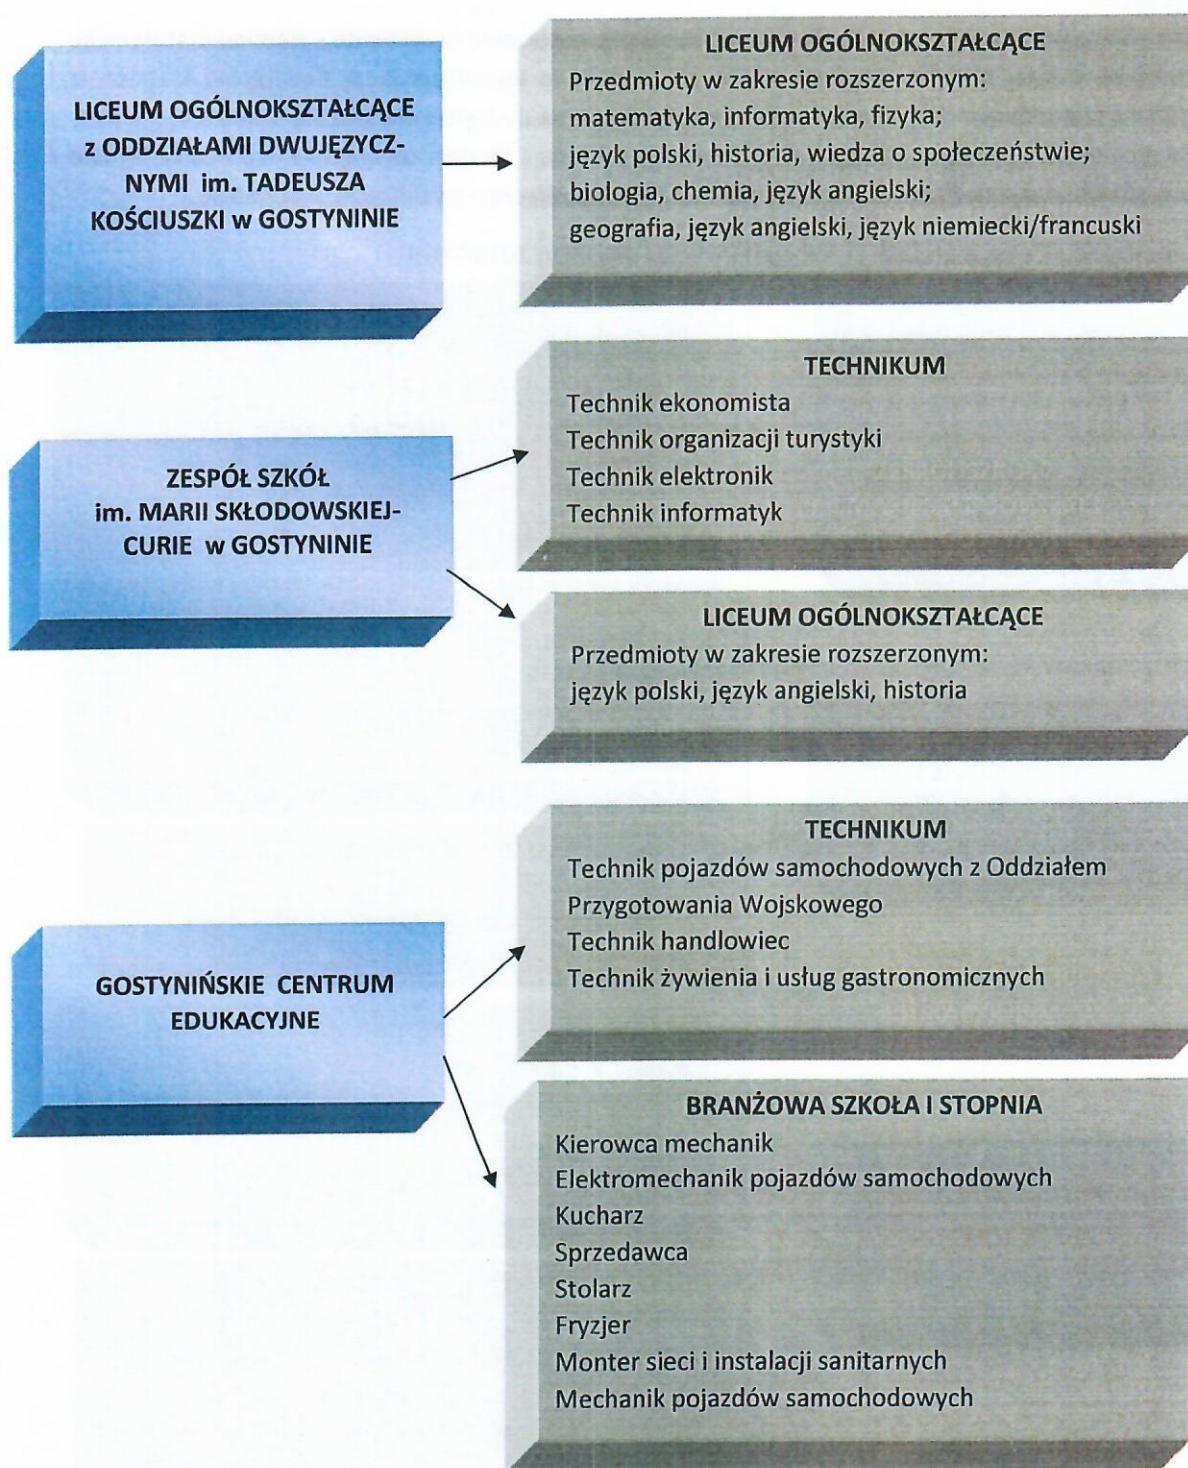 LICEUM OGÓLNOKSZTAŁCĄCE
z ODDZIAŁAMI DWUJĘZYCZ-
NYMI im. TADEUSZA
KOŚCIUSZKI w GOSTYNINIE
LICEUM OGÓLNOKSZTAŁCĄCE
Przedmioty w zakresie rozszerzonym:
matematyka, informatyka, fizyka;
język polski, historia, wiedza o społeczeństwie;
biologia, chemia, język angielski;
geografia, język angielski, język niemiecki/francuski
ZESPÓŁ SZKÓŁ
im. MARII SKŁODOWSKIEJ-
CURIE w GOSTYNINIE
TECHNIKUM
Technik ekonomista
Technik organizacji turystyki
Technik elektronik
Technik informatyk
LICEUM OGÓLNOKSZTAŁCĄCE
Przedmioty w zakresie rozszerzonym:
język polski, język angielski, historia
GOSTYNIŃSKIE CENTRUM
EDUKACYJNE
TECHNIKUM
Technik pojazdów samochodowych z Oddziałem
Przygotowania Wojskowego
Technik handlowiec
Technik żywienia i usług gastronomicznych
BRANŻOWA SZKOŁA I STOPNIA
Kierowca mechanik
Elektromechanik pojazdów samochodowych
Kucharz
Sprzedawca
Stolarz
Fryzjer
Monter sieci i instalacji sanitarnych
Mechanik pojazdów samochodowych